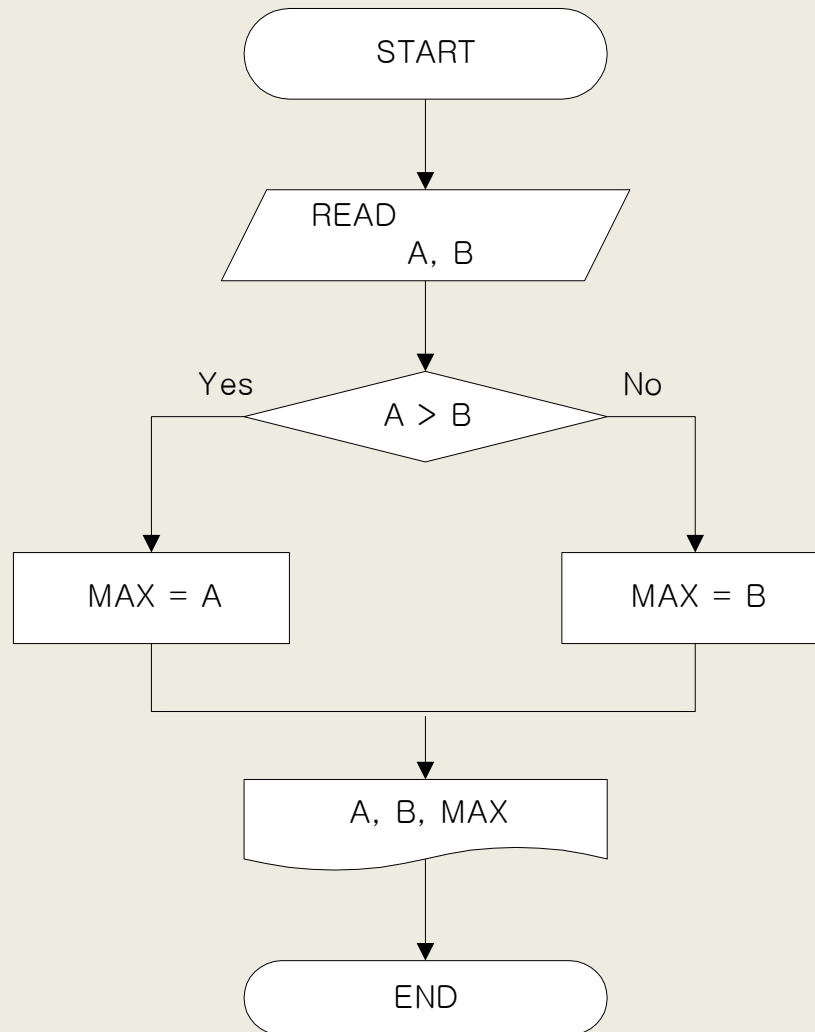 START
READ
A, B
Yes
A > B
No
MAX = A
MAX = B
A, B, MAX
END